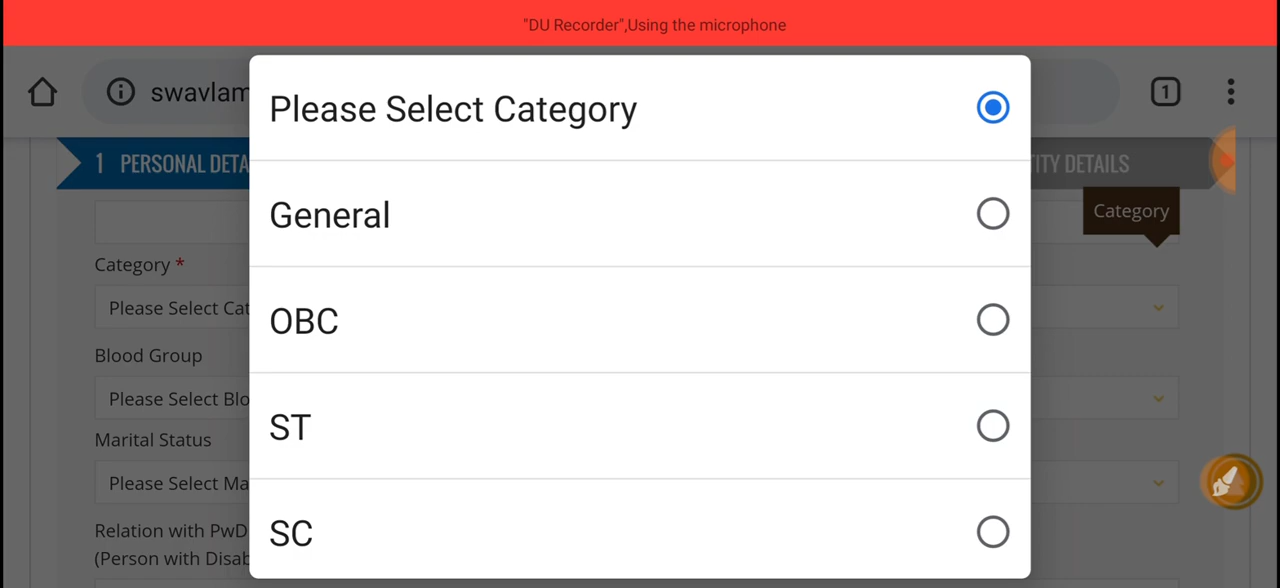 "DU Recorder",Using the microphone
swavlam
1
1 PERSONAL DETA
ITY DETAILS
Category
Please Select Category
General
OBC
ST
SC
Category *
Please Select Cat
Blood Group
Please Select Blo
Marital Status
Please Select Ma
Relation with PwD
(Person with Disab